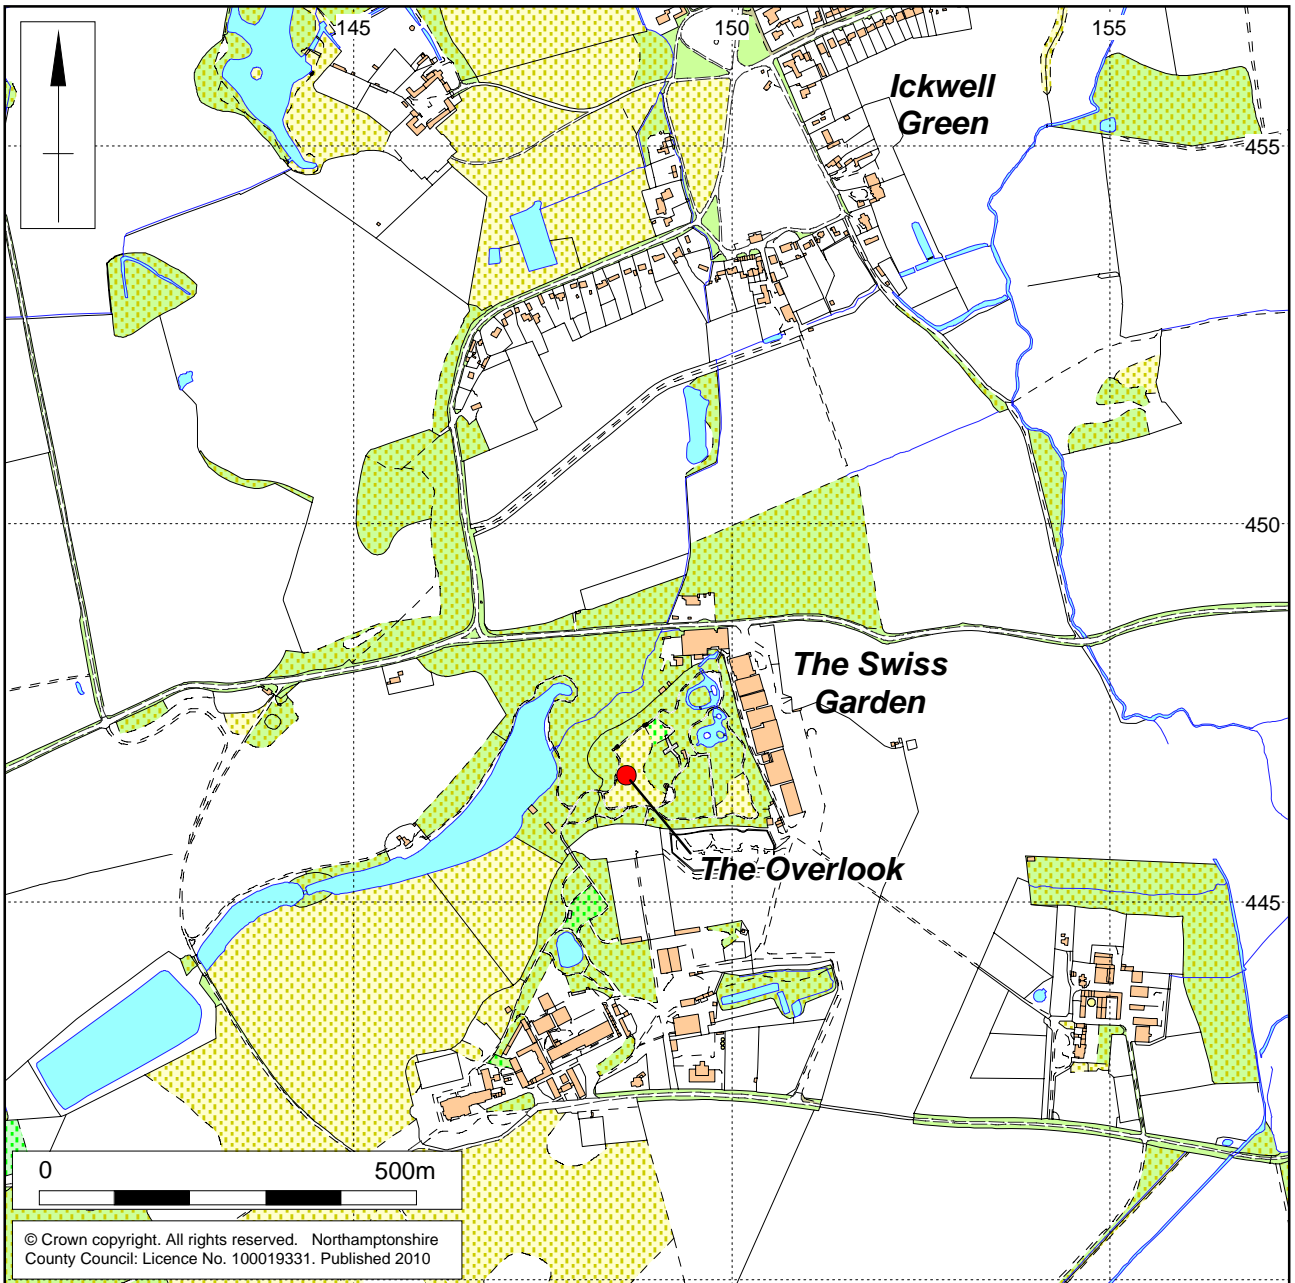 145
150
155
Ickwell
Green
455
450
The Swiss
Garden
The Overlook
445
0 500m
© Crown copyright. All rights reserved. Northamptonshire
County Council: Licence No. 100019331. Published 2010